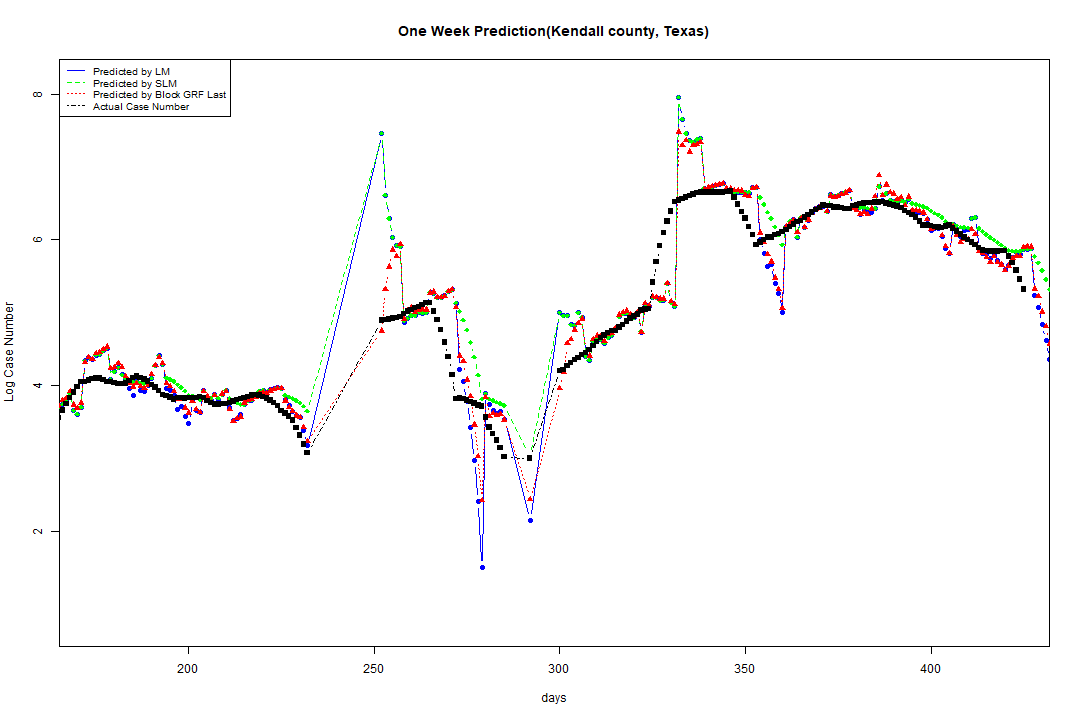 One Week Prediction(Kendall county, Texas)
Predicted by LM
Predicted by SLM
Predicted by Block GRF Last
Actual Case Number
Log Case Number
8
6
4
2
200 250 300 350 400
days